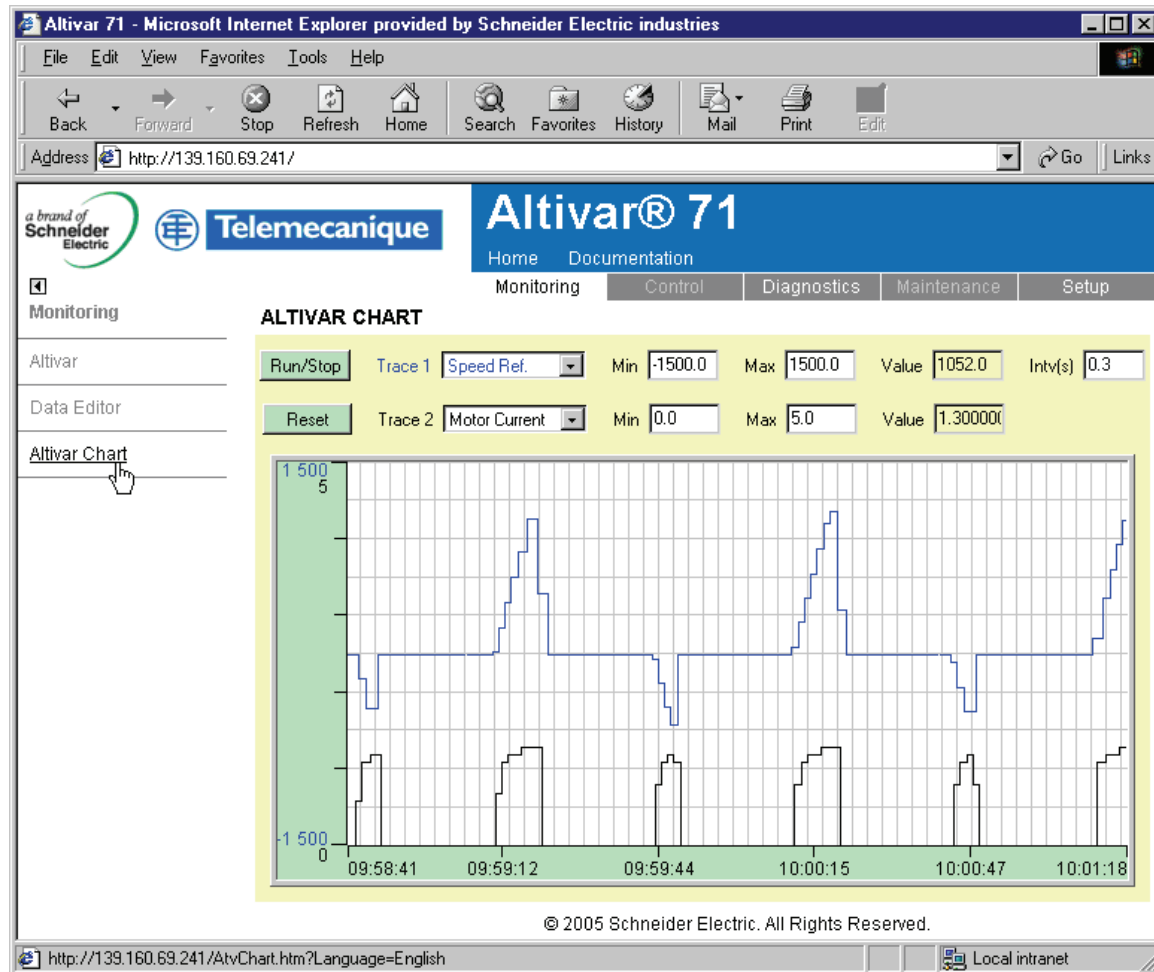 Altivar 71 - Microsoft Internet Explorer provided by Schneider Electric industries
File Edit View Favorites Tools Help
Back Forward Stop Refresh Home Search Favorites History Mail Print Edit
Address http://139.160.69.241/ Go Links
a brand of
Schneider
Electric
Telemecanique
Altivar® 71
Home Documentation
Monitoring Control Diagnostics Maintenance Setup
Monitoring
Altivar
Data Editor
Altivar Chart
ALTIVAR CHART
Run/Stop Trace 1 Speed Ref. Min -1500.0 Max 1500.0 Value 1052.0 Intv(s) 0.3
Reset Trace 2 Motor Current Min 0.0 Max 5.0 Value 1.300000
1 500
5
-1 500
0
09:58:41 09:59:12 09:59:44 10:00:15 10:00:47 10:01:18
© 2005 Schneider Electric. All Rights Reserved.
http://139.160.69.241/AtvChart.htm?Language=English Local intranet